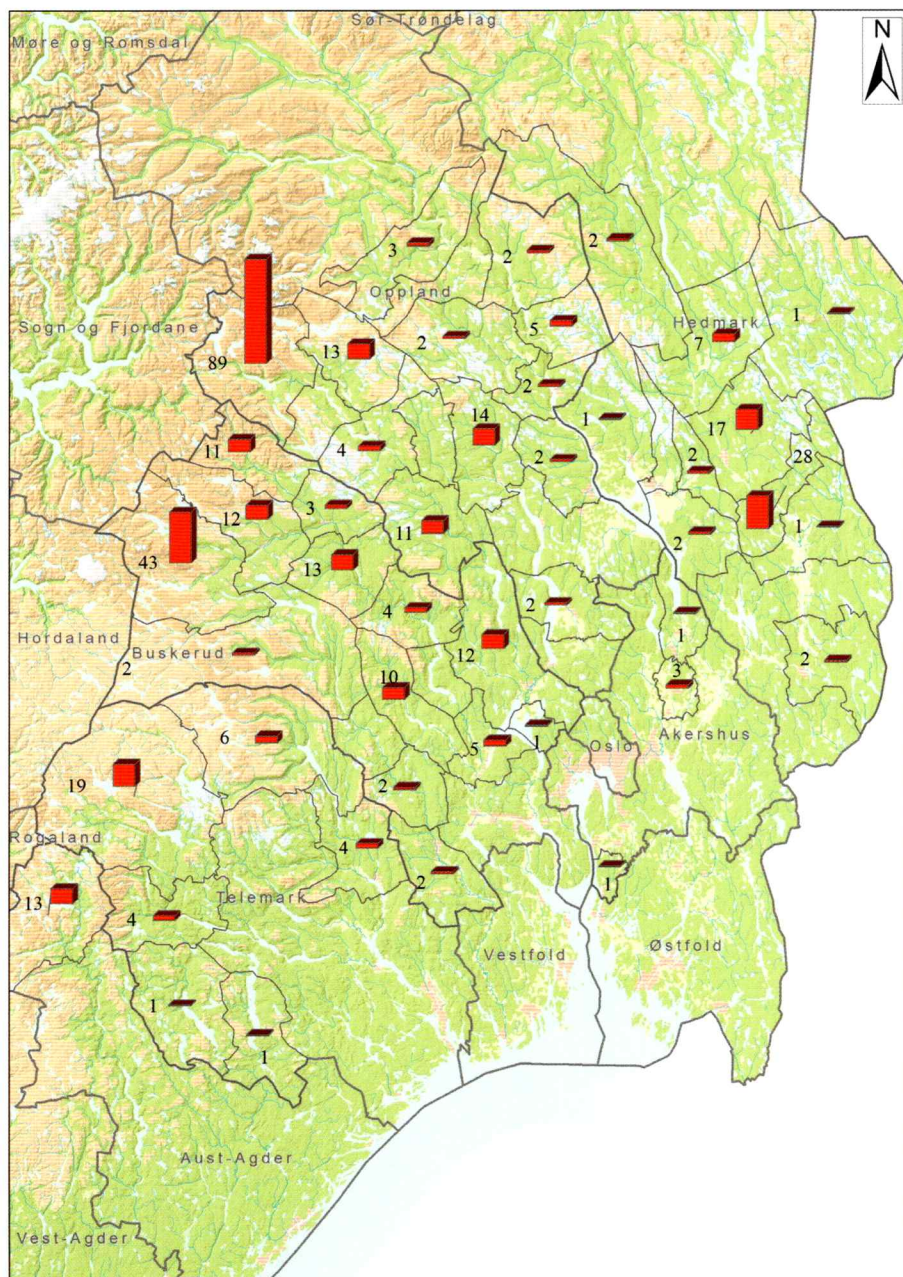 Sør-Trøndelag
N
Møre og Romsdal
3
2
2
Oppland
1
Sogn og Fjordane
Hedmark
5
7
89
13
2
2
14
1
17
11
4
2
2
28
12
3
11
2
1
43
13
4
2
1
Hordaland
Buskerud
2
12
2
10
3
6
5
1
Oslo
Akershus
19
2
Rogaland
4
2
1
13
4
Telemark
Vestfold
Østfold
1
1
Aust-Agder
Vest-Agder